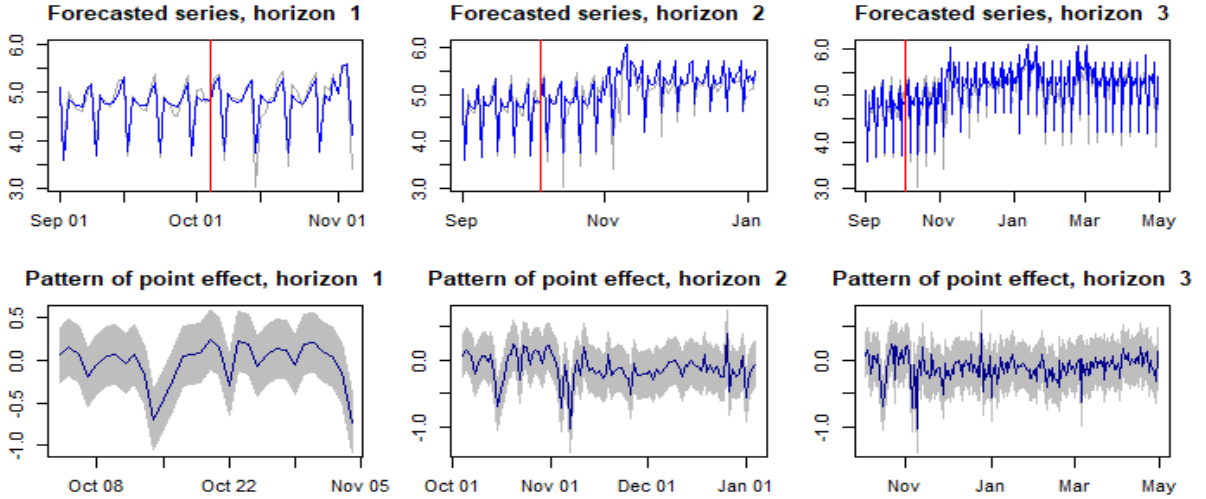 Forecasted series, horizon 1
6.0
5.0
4.0
3.0
Sep 01
Oct 01
Nov 01
Forecasted series, horizon 2
6.0
5.0
4.0
3.0
Sep
Nov
Jan
Forecasted series, horizon 3
6.0
5.0
4.0
3.0
Sep
Nov
Jan
Mar
May
Pattern of point effect, horizon 1
0.5
0.0
-0.5
-1.0
Oct 08
Oct 22
Nov 05
Pattern of point effect, horizon 2
0.0
-1.0
Oct 01
Nov 01
Dec 01
Jan 01
Pattern of point effect, horizon 3
0.0
-1.0
Nov
Jan
Mar
May